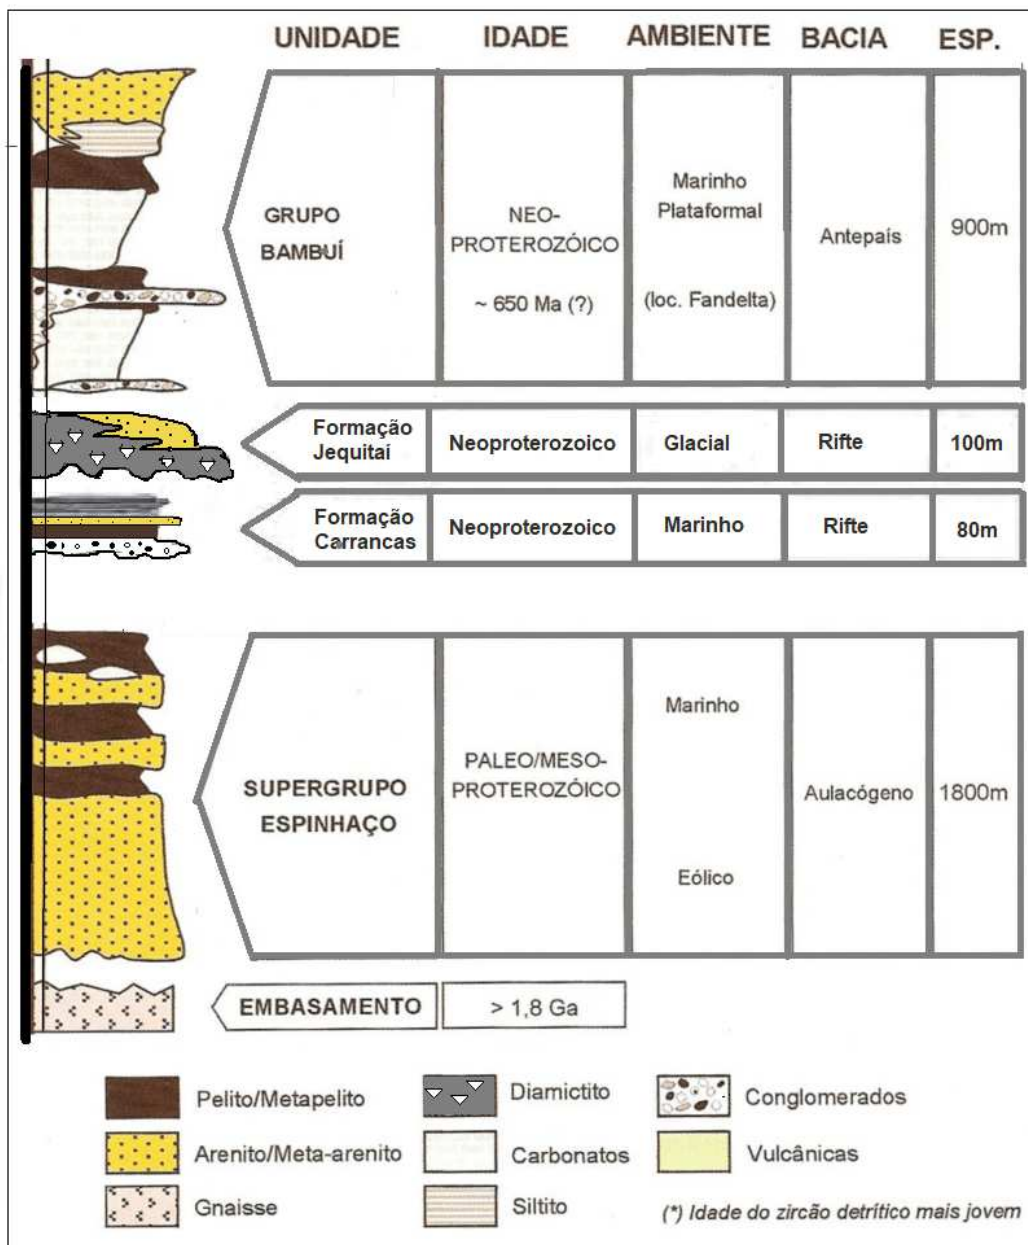 UNIDADE IDADE AMBIENTE BACIA ESP.
GRUPO
BAMBUÍ
NEO-
PROTEROZÓICO
~ 650 Ma (?)
Marinho
Plataformal
(loc. Fandelta)
Antepaís
900m
Formação
Jequitaí
Neoproterozoico
Glacial
Rifte
100m
Formação
Carrancas
Neoproterozoico
Marinho
Rifte
80m
SUPERGRUPO
ESPINHAÇO
PALEO/MESO-
PROTEROZÓICO
Marinho
Eólico
Aulacógeno
1800m
EMBASAMENTO
> 1,8 Ga
Pelito/Metapelito
Diamictito
Conglomerados
Arenito/Meta-arenito
Carbonatos
Vulcânicas
Gnaisse
Siltito
(*) Idade do zircão detrítico mais jovem